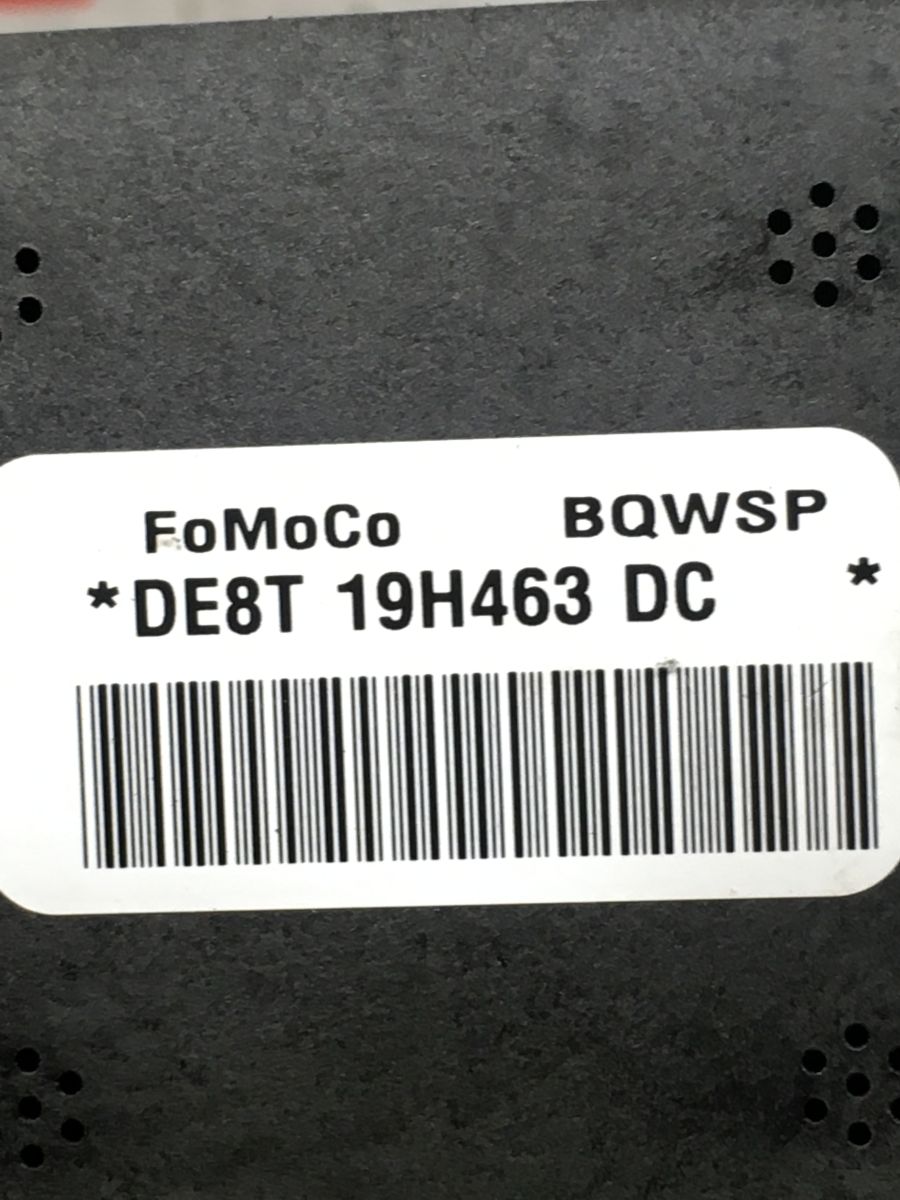 FoMoCo BQWSP
*DE8T 19H463 DC *